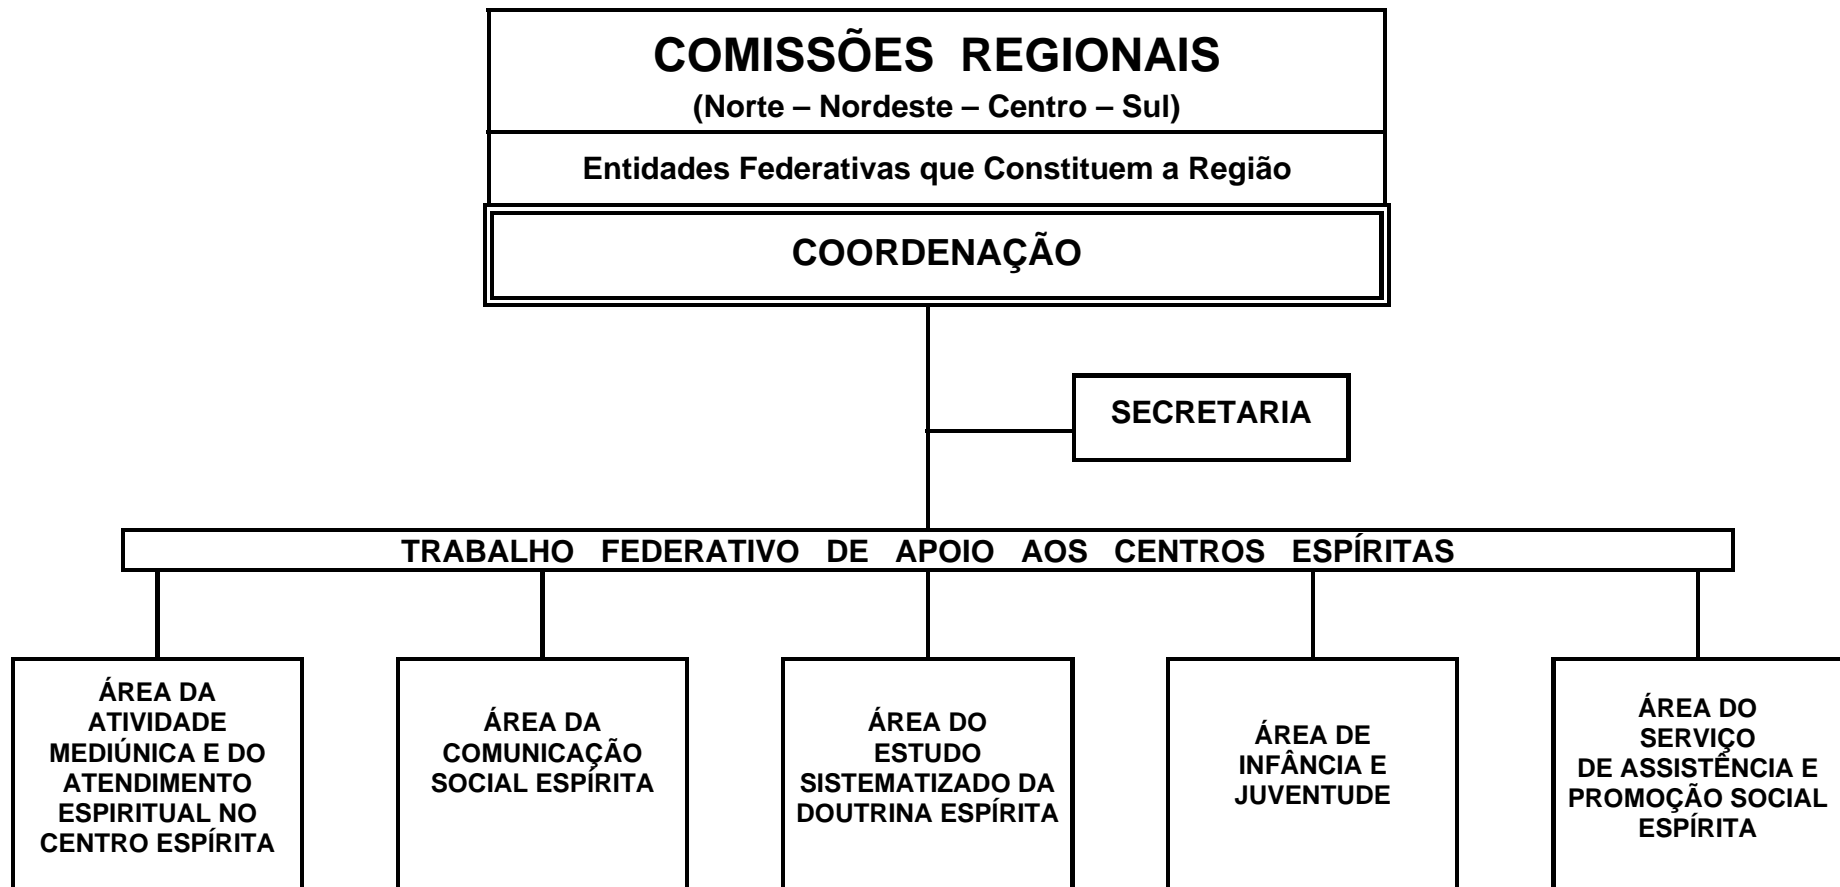 COMISSÕES REGIONAIS
(Norte – Nordeste – Centro – Sul)
Entidades Federativas que Constituem a Região
COORDENAÇÃO
SECRETARIA
TRABALHO FEDERATIVO DE APOIO AOS CENTROS ESPÍRITAS
ÁREA DA
ATIVIDADE
MEDIÚNICA E DO
ATENDIMENTO
ESPIRITUAL NO
CENTRO ESPÍRITA
ÁREA DA
COMUNICAÇÃO
SOCIAL ESPÍRITA
ÁREA DO
ESTUDO
SISTEMATIZADO DA
DOUTRINA ESPÍRITA
ÁREA DE
INFÂNCIA E
JUVENTUDE
ÁREA DO
SERVIÇO
DE ASSISTÊNCIA E
PROMOÇÃO SOCIAL
ESPÍRITA